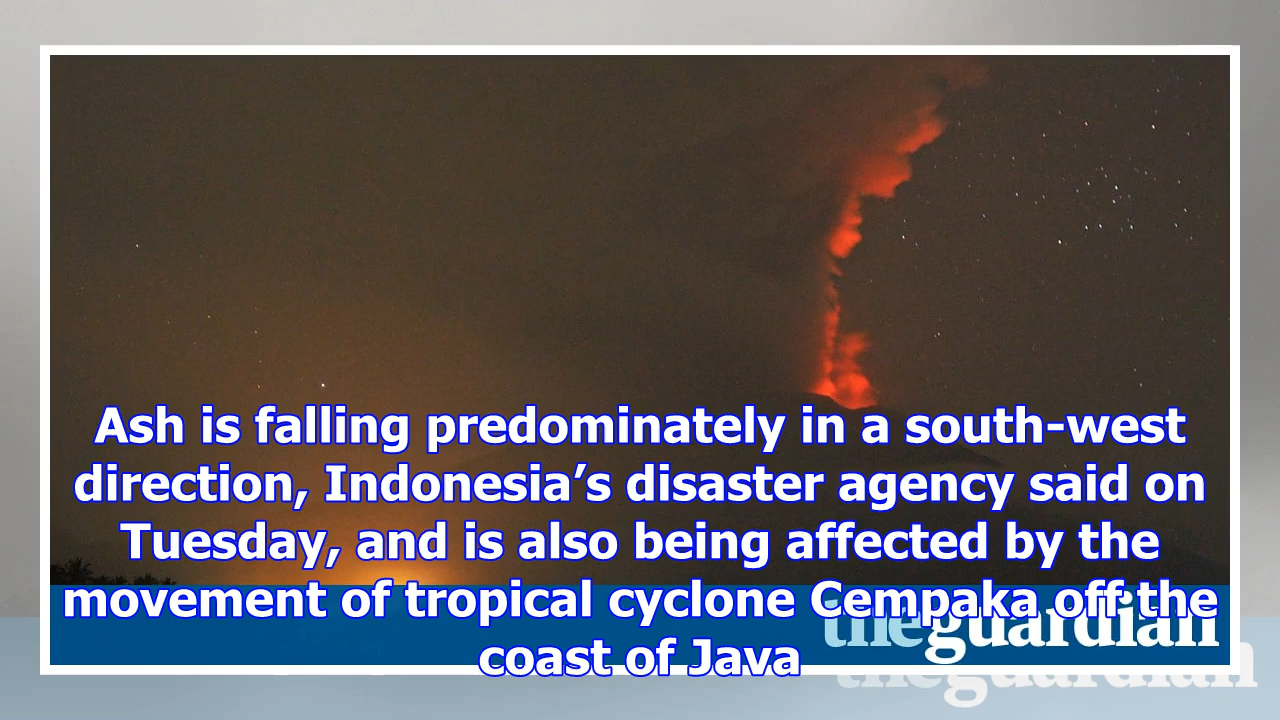 Ash is falling predominately in a south-west
direction, Indonesia’s disaster agency said on
Tuesday, and is also being affected by the
movement of tropical cyclone Cempaka off the
coast of Java
theguardian
theguardian